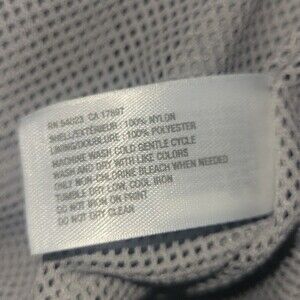 RN 54023 CA 17897
SHELL/EXTÉRIEUR : 100% NYLON
LINING/DOUBLURE : 100% POLYESTER
MACHINE WASH COLD GENTLE CYCLE
WASH AND DRY WITH LIKE COLORS
ONLY NON-CHLORINE BLEACH WHEN NEEDED
TUMBLE DRY LOW, COOL IRON
DO NOT IRON ON PRINT
DO NOT DRY CLEAN